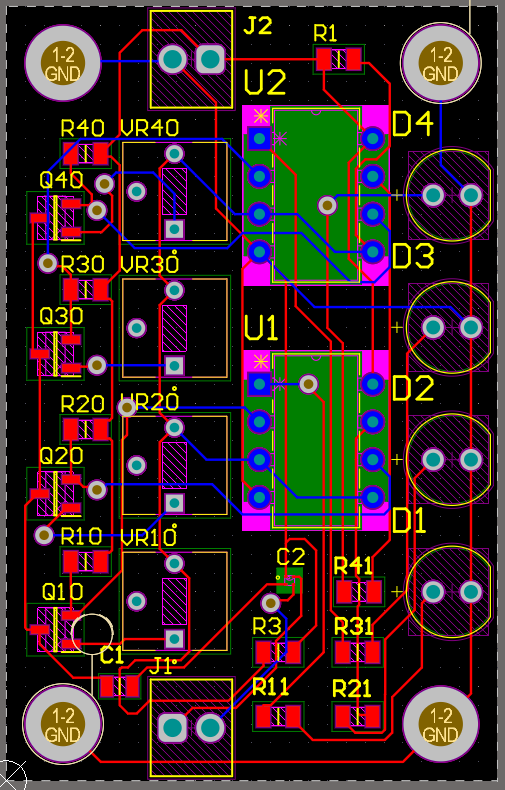 1-2
GND
J2
R1
1-2
GND
U2
R40
VR40
D4
Q40
D3
R30
VR30
Q30
U1
R20
VR20
D2
Q20
D1
R10
VR10
C2
R41
Q10
R3
R31
C1
J1
R11
R21
1-2
GND
1-2
GND